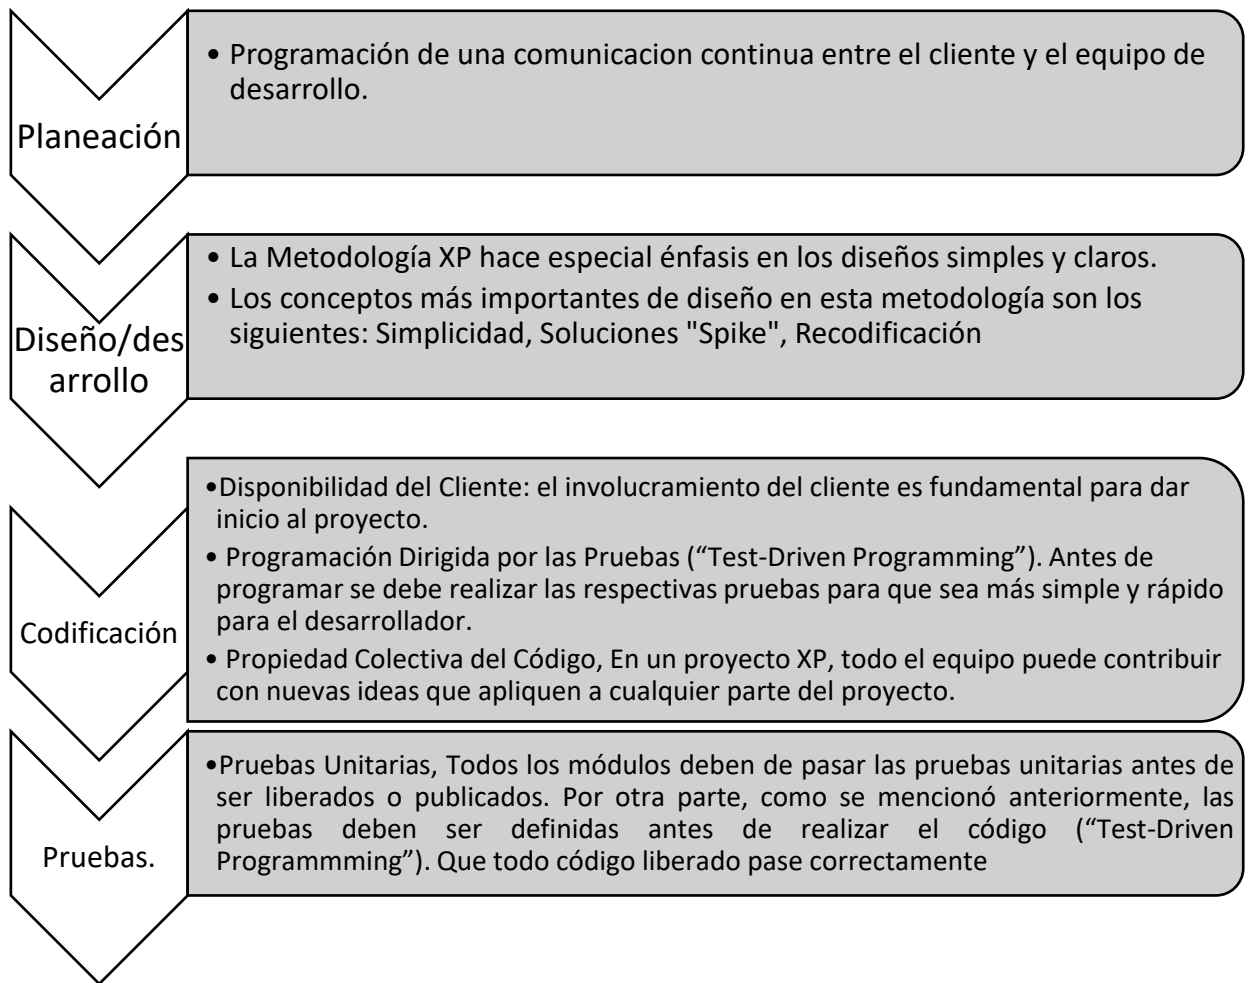 • Programación de una comunicacion continua entre el cliente y el equipo de
desarrollo.
Planeación
• La Metodología XP hace especial énfasis en los diseños simples y claros.
• Los conceptos más importantes de diseño en esta metodología son los
siguientes: Simplicidad, Soluciones "Spike", Recodificación
Diseño/des
arrollo
•Disponibilidad del Cliente: el involucramiento del cliente es fundamental para dar
inicio al proyecto.
• Programación Dirigida por las Pruebas (“Test-Driven Programming”). Antes de
programar se debe realizar las respectivas pruebas para que sea más simple y rápido
para el desarrollador.
• Propiedad Colectiva del Código, En un proyecto XP, todo el equipo puede contribuir
con nuevas ideas que apliquen a cualquier parte del proyecto.
Codificación
•Pruebas Unitarias, Todos los módulos deben de pasar las pruebas unitarias antes de
ser liberados o publicados. Por otra parte, como se mencionó anteriormente, las
pruebas deben ser definidas antes de realizar el código (“Test-Driven
Programmming”). Que todo código liberado pase correctamente
Pruebas.